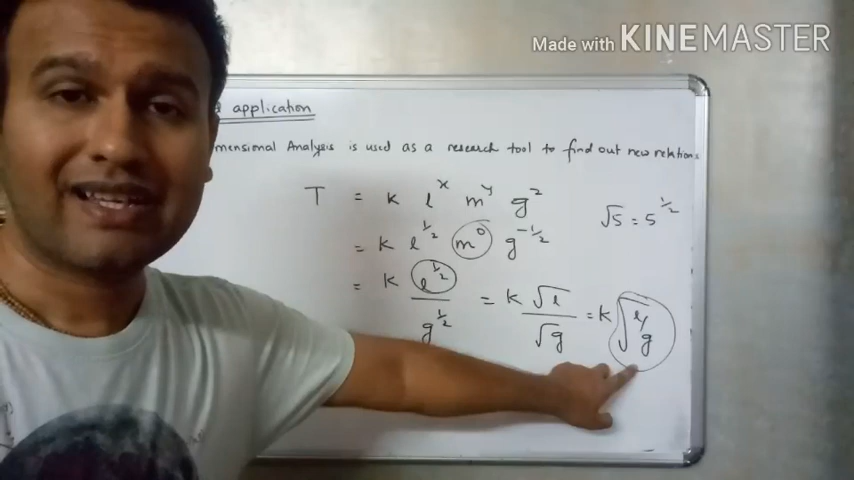 Made with KINEMASTER
application
mensional Analysis is used as a research tool to find out new relations
T = K l^x m^y g^z
√5 = 5^1/2
= K l^1/2 m^0 g^-1/2
= K l^1/2 / g^1/2 = K √l / √g = K √l/g